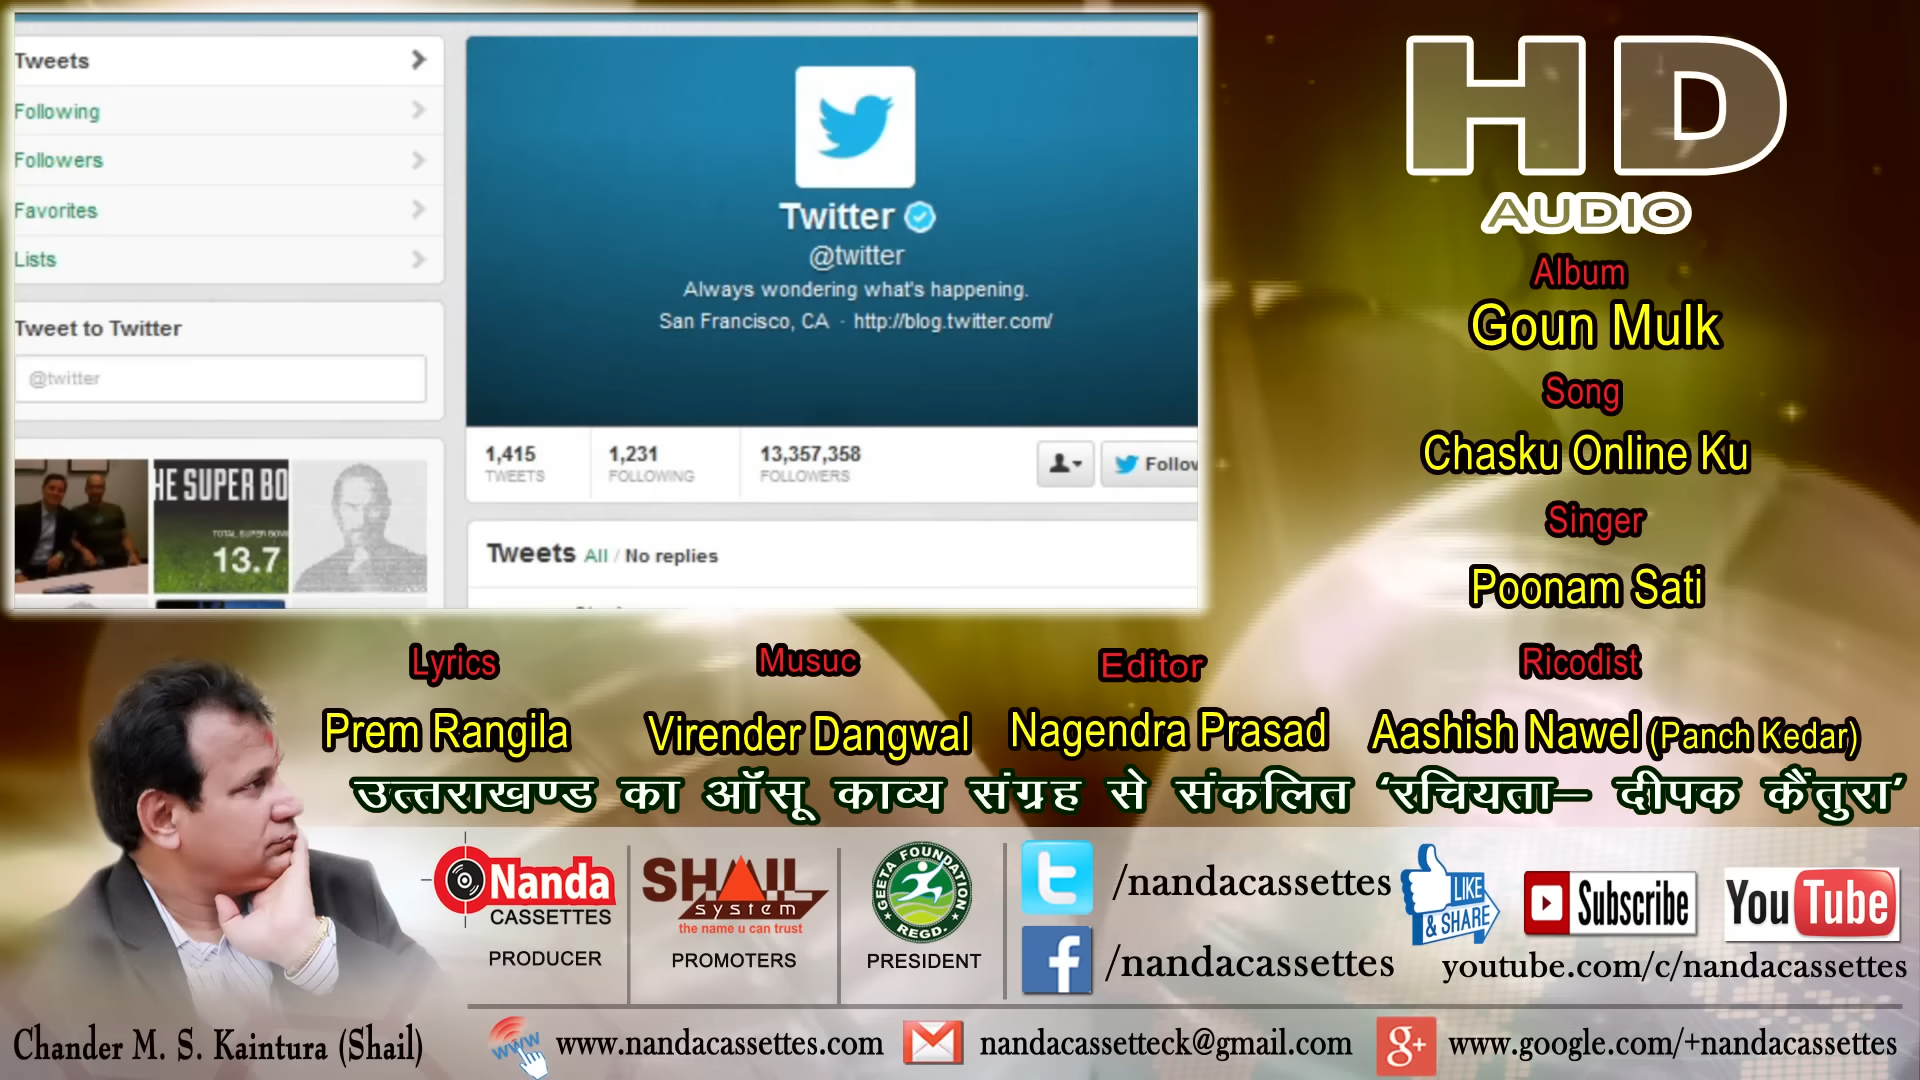 Tweets
Following
Followers
Favorites
Lists
Tweet to Twitter
@twitter
HE SUPER BO
TOTAL SUPER BOW
13.7
Twitter
@twitter
Always wondering what's happening.
San Francisco, CA · http://blog.twitter.com/
1,415 1,231 13,357,358
TWEETS FOLLOWING FOLLOWERS
Follow
Tweets All / No replies
HD
AUDIO
Album
Goun Mulk
Song
Chasku Online Ku
Singer
Poonam Sati
Lyrics Musuc Editor Ricodist
Prem Rangila Virender Dangwal Nagendra Prasad Aashish Nawel (Panch Kedar)
उत्तराखण्ड का ऑसू काव्य संग्रह से संकलित ‘रचियता– दीपक कैंतुरा’
Nanda
CASSETTES
PRODUCER
SHAIL
system
the name u can trust
PROMOTERS
GEETA FOUNDATION
REGD.
PRESIDENT
t /nandacassettes
f /nandacassettes
LIKE
& SHARE
Subscribe
YouTube
youtube.com/c/nandacassettes
Chander M. S. Kaintura (Shail)
www www.nandacassettes.com nandacassetteck@gmail.com g+ www.google.com/+nandacassettes